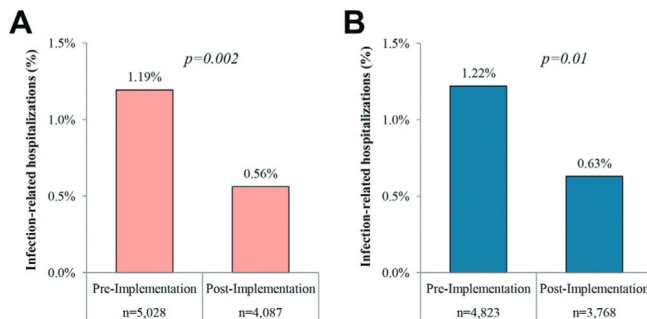 A
Infection-related hospitalizations (%)
1.5%
1.0%
0.5%
0.0%
p=0.002
1.19%
0.56%
Pre-Implementation Post-Implementation
n=5,028 n=4,087
B
Infection-related hospitalizations (%)
1.5%
1.0%
0.5%
0.0%
p=0.01
1.22%
0.63%
Pre-Implementation Post-Implementation
n=4,823 n=3,768